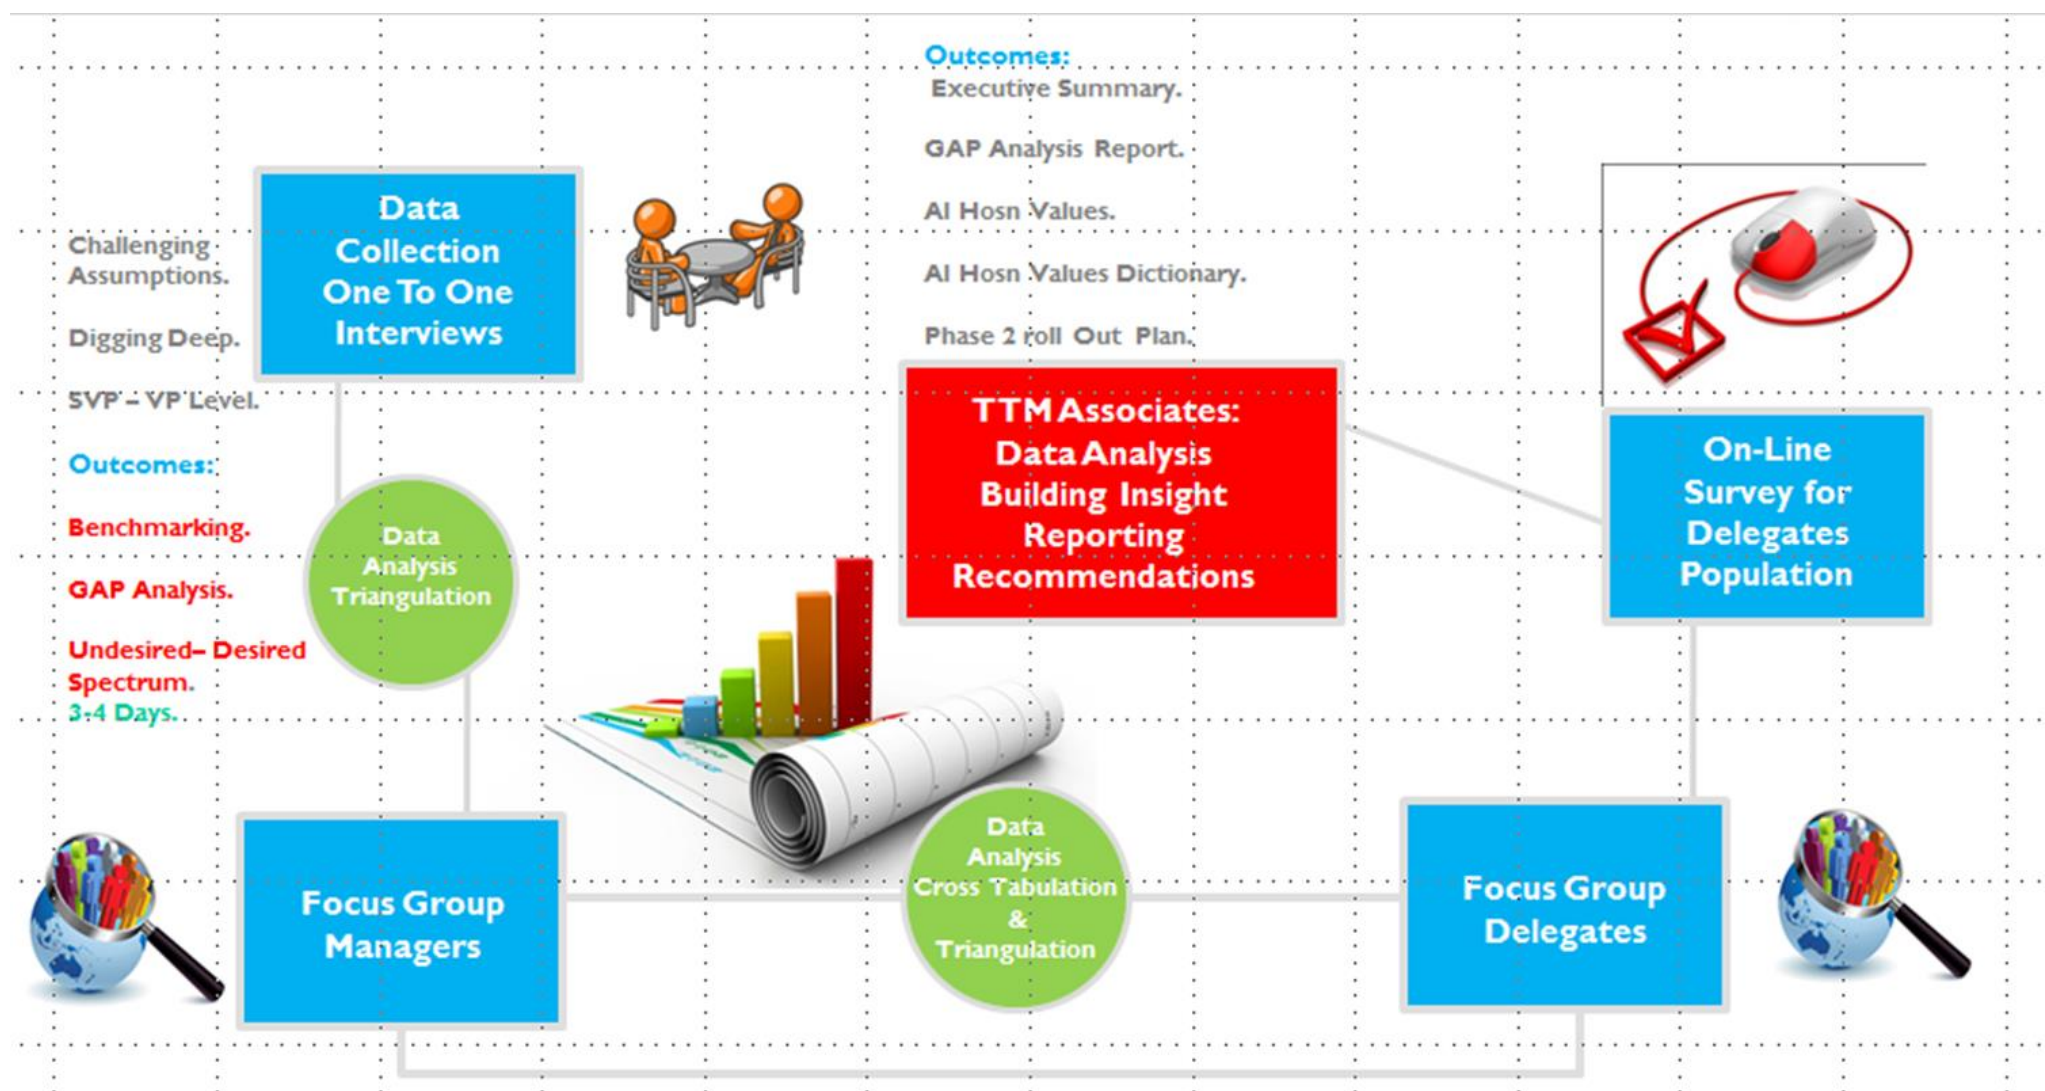 Challenging
Assumptions.
Digging Deep.
SVP – VP Level.
Outcomes:
Benchmarking.
GAP Analysis.
Undesired– Desired
Spectrum.
3-4 Days.
Data
Collection
One To One
Interviews
Data
Analysis
Triangulation
Focus Group
Managers
Outcomes:
Executive Summary.
GAP Analysis Report.
Al Hosn Values.
Al Hosn Values Dictionary.
Phase 2 roll Out Plan.
TTM Associates:
Data Analysis
Building Insight
Reporting
Recommendations
Data
Analysis
Cross Tabulation
&
Triangulation
On-Line
Survey for
Delegates
Population
Focus Group
Delegates